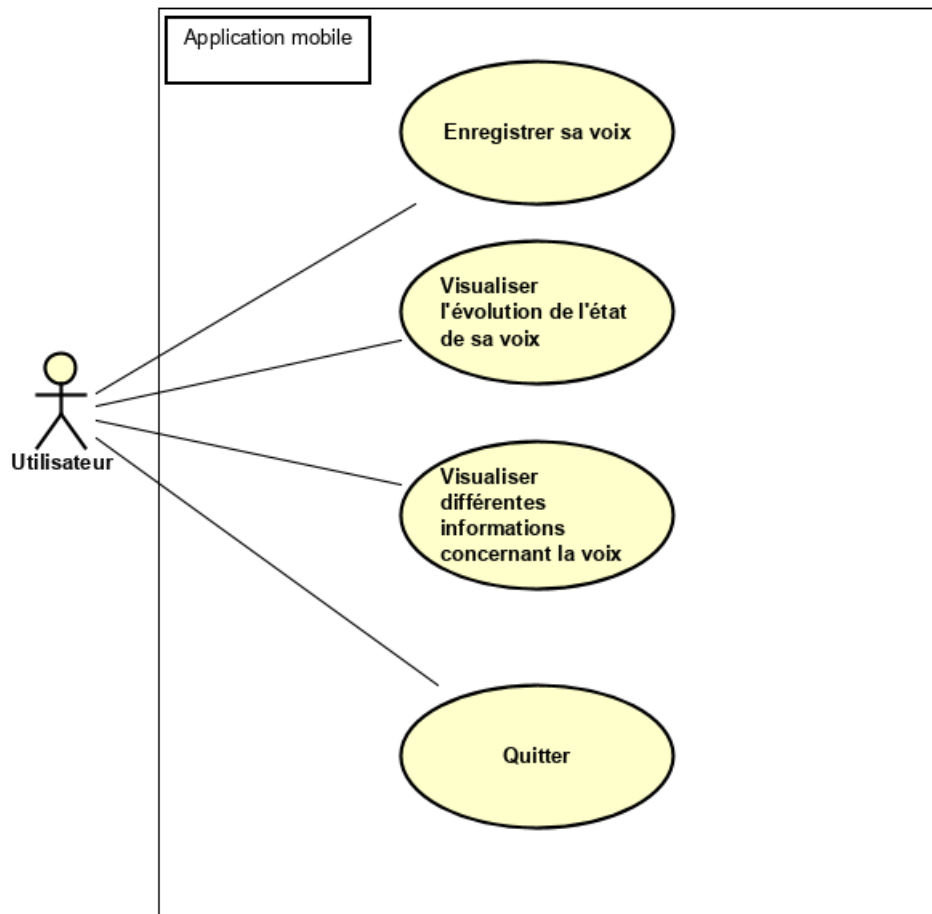 Application mobile
Enregistrer sa voix
Visualiser
l'évolution de l'état
de sa voix
Utilisateur
Visualiser
différentes
informations
concernant la voix
Quitter